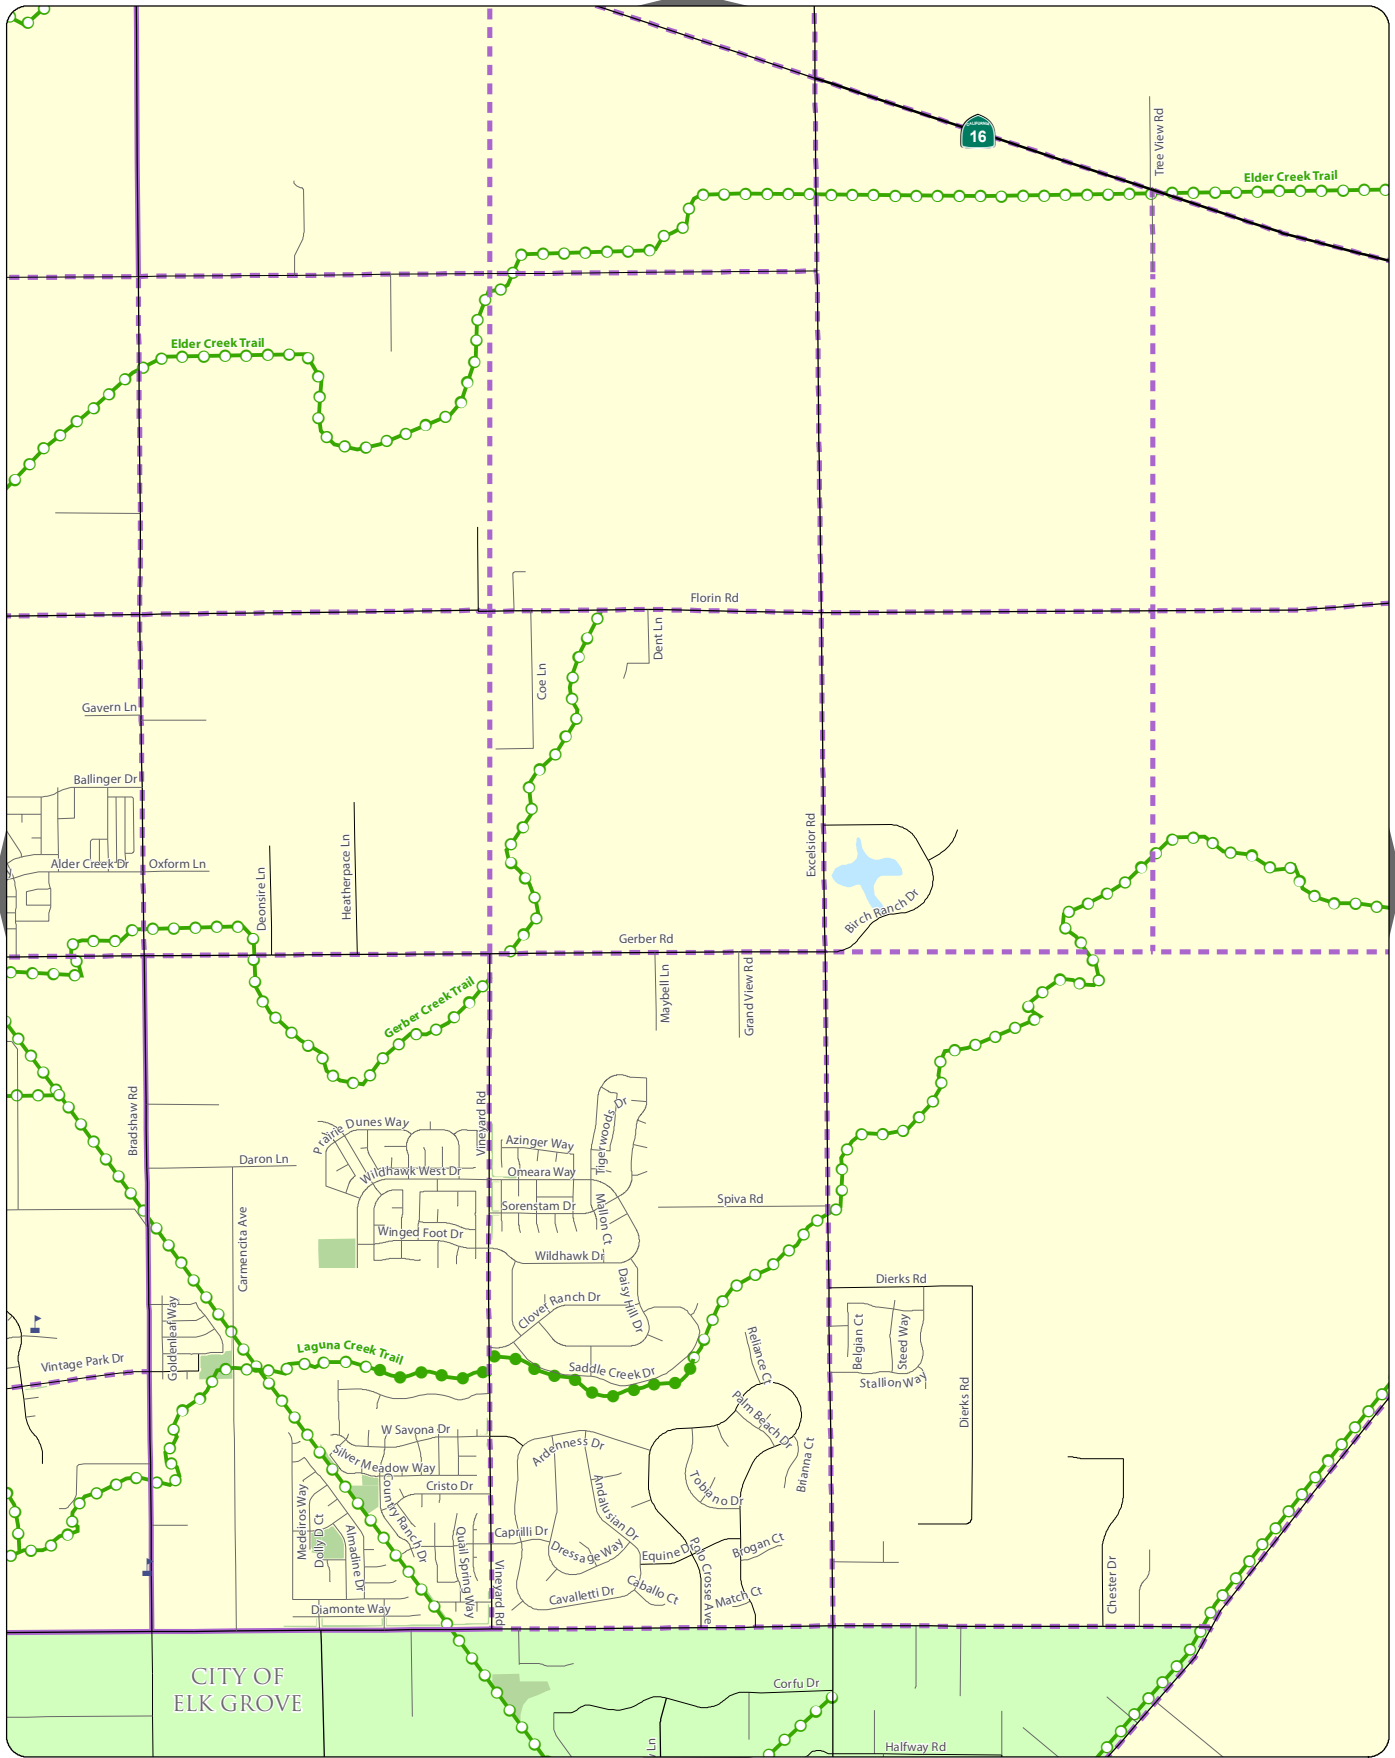 CALIFORNIA
16
Tree View Rd
Elder Creek Trail
Elder Creek Trail
Florin Rd
Dent Ln
Coe Ln
Gavern Ln
Ballinger Dr
Alder Creek Dr
Oxform Ln
Deonsire Ln
Heatherpace Ln
Excelsior Rd
Birch Ranch Dr
Gerber Rd
Maybell Ln
Grand View Rd
Gerber Creek Trail
Bradshaw Rd
Vineyard Rd
Prairie Dunes Way
Azinger Way
Tigerwoods Dr
Daron Ln
Wildhawk West Dr
Omeara Way
Sorenstam Dr
Mallon Ct
Spiva Rd
Carmencita Ave
Winged Foot Dr
Wildhawk Dr
Daisy Hill Dr
Dierks Rd
Clover Ranch Dr
Goldenleaf Way
Reliance Ct
Belgian Ct
Steed Way
Vintage Park Dr
Laguna Creek Trail
Saddle Creek Dr
Stallion Way
Dierks Rd
Palm Beach Dr
W Savona Dr
Ardenness Dr
Brianna Ct
Silver Meadow Way
Cristo Dr
Country Ranch Dr
Andalusian Dr
Tobiano Dr
Medeiros Way
Dolly D Ct
Almadine Dr
Quail Spring Way
Caprilli Dr
Dressage Way
Equine Dr
Polo Crosse Ave
Brogan Ct
Vineyard Rd
Cavalletti Dr
Caballo Ct
Match Ct
Chester Dr
Diamonte Way
CITY OF
ELK GROVE
Corfu Dr
Ln
Halfway Rd